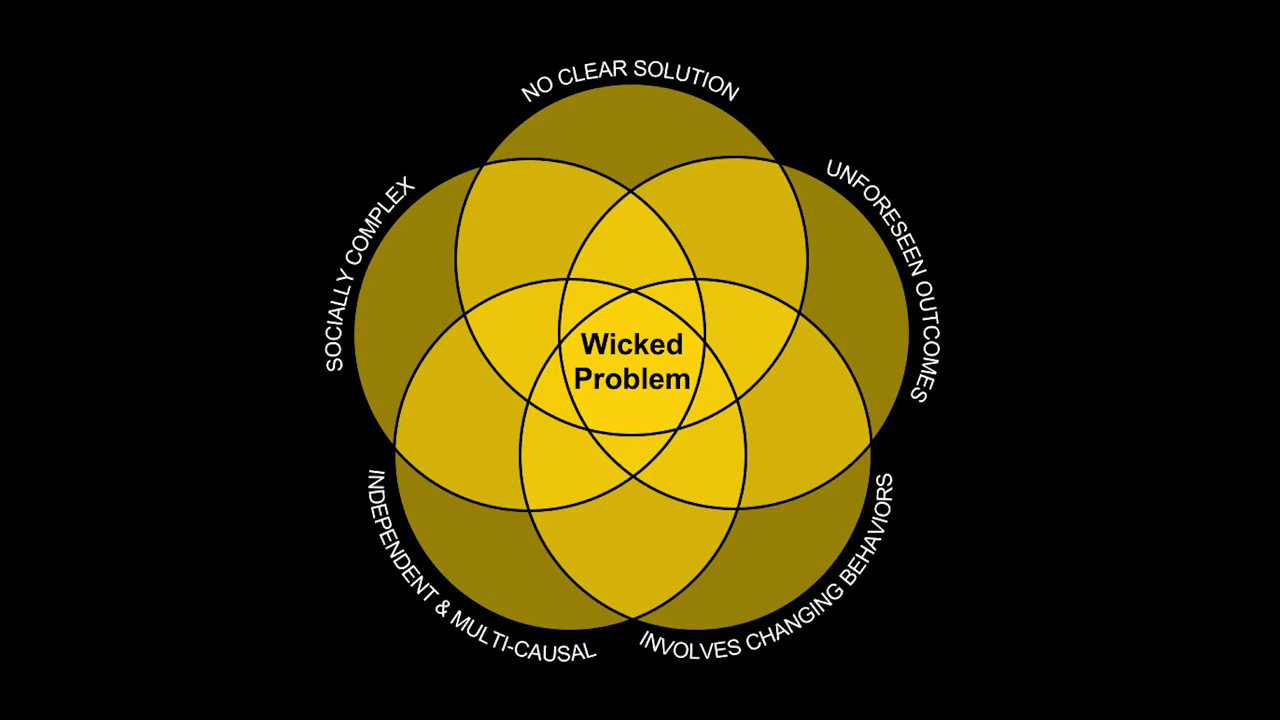 NO CLEAR SOLUTION
UNFORESEEN OUTCOMES
SOCIALLY COMPLEX
Wicked
Problem
INDEPENDENT & MULTI-CAUSAL
INVOLVES CHANGING BEHAVIORS